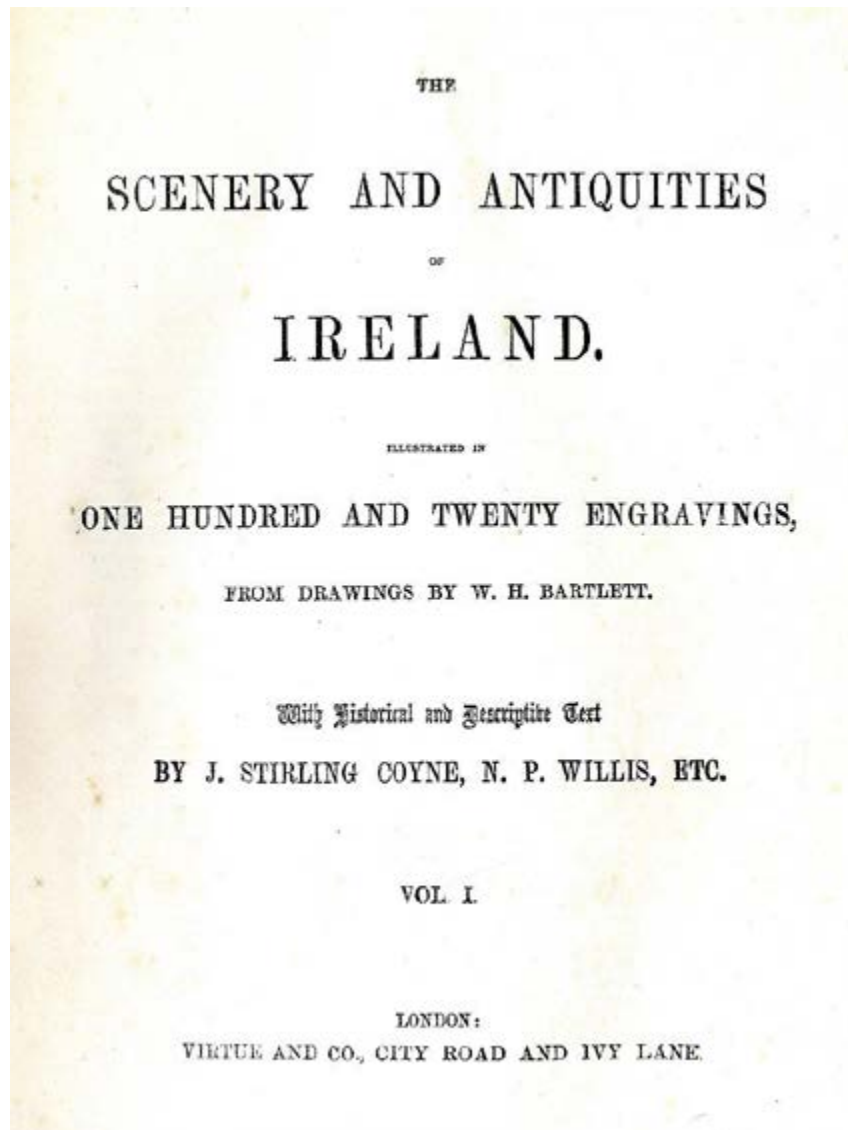 THE
SCENERY AND ANTIQUITIES
OF
IRELAND.
ILLUSTRATED IN
ONE HUNDRED AND TWENTY ENGRAVINGS,
FROM DRAWINGS BY W. H. BARTLETT.
With Historical and Descriptive Text
BY J. STIRLING COYNE, N. P. WILLIS, ETC.
VOL. I.
LONDON:
VIRTUE AND CO., CITY ROAD AND IVY LANE.